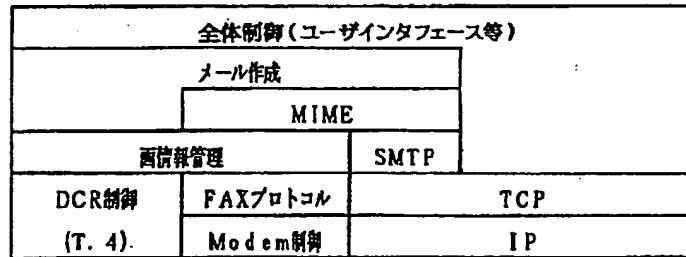 全体制御(ユーザインタフェース等)
メール作成
MIME
画情報管理
SMTP
DCR制御
(T.4)
FAXプロトコル
TCP
Modem制御
IP